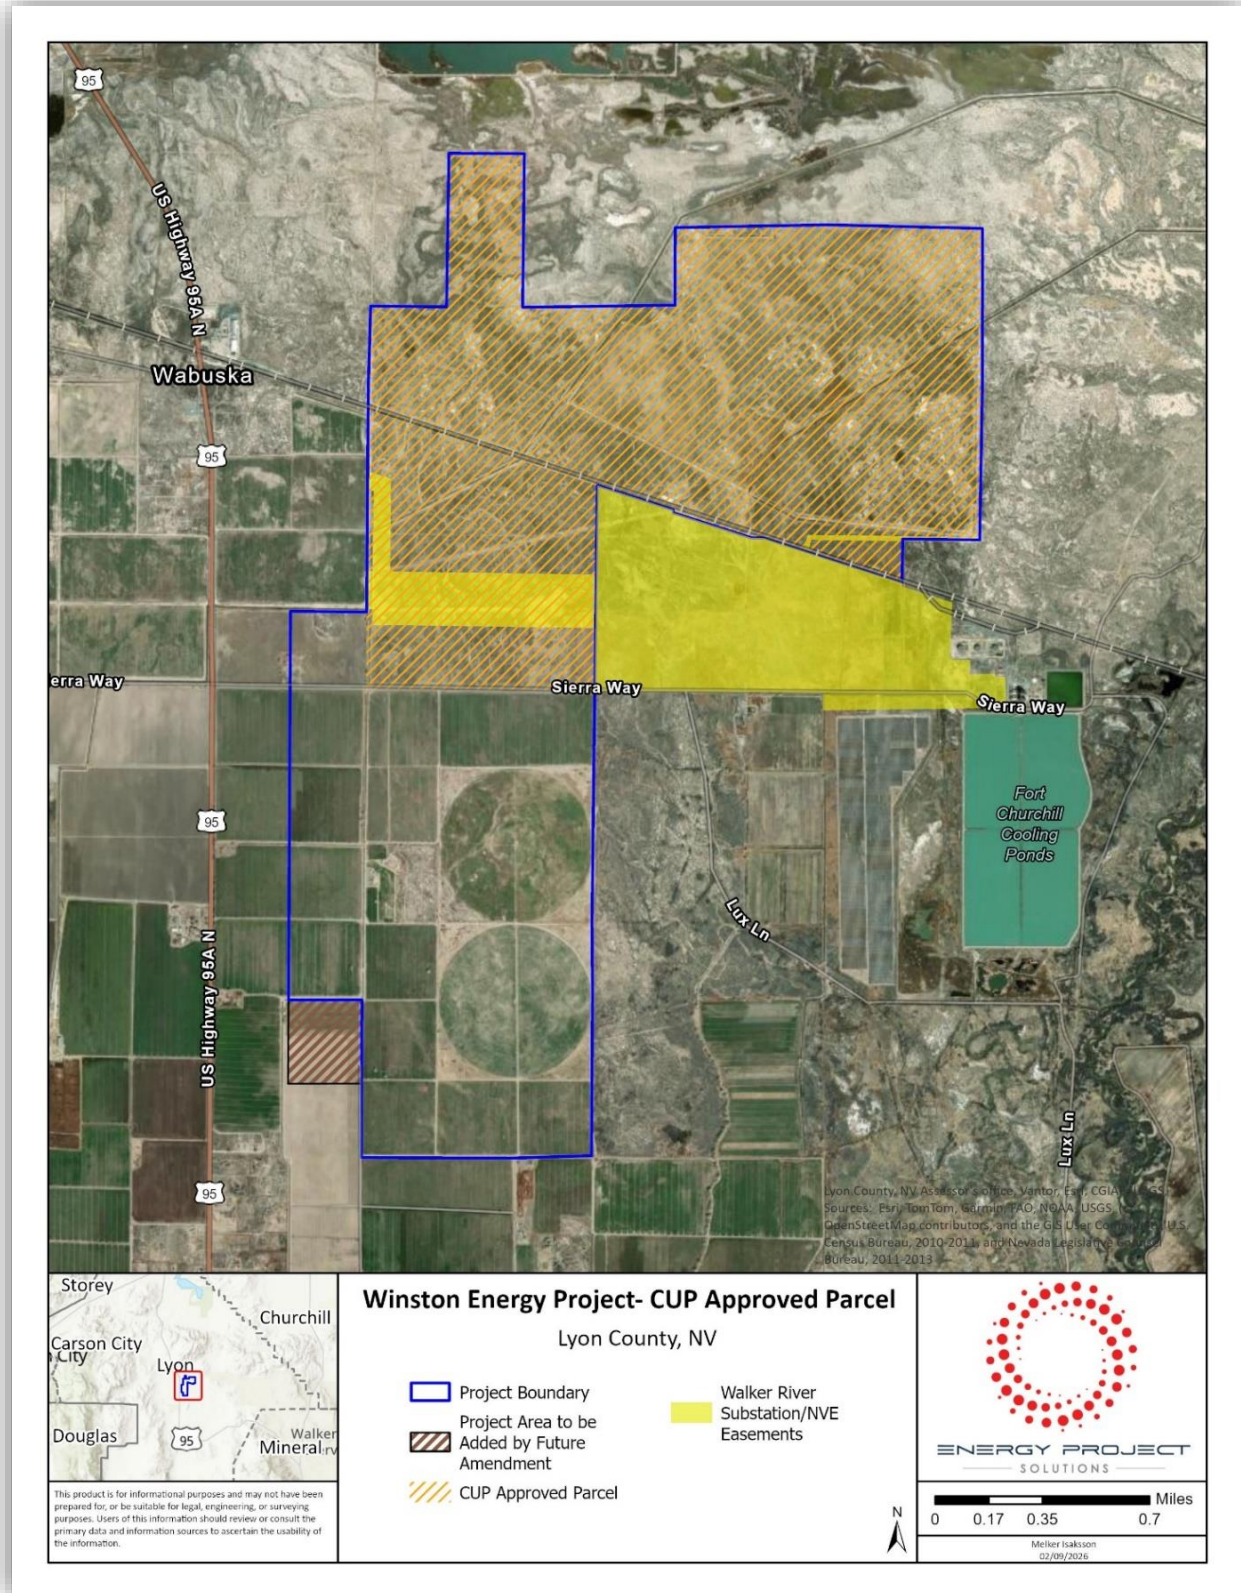 95
US Highway 95A N
Wabuska
95
erra Way
Sierra Way
Sierra Way
95
Fort
Churchill
Cooling
Ponds
Lux Ln
US Highway 95A N
Lux Ln
95
Lyon County, NV Assessor's office, Vantor, Esri, CGIA
Sources: Esri, TomTom, Garmin, FAO, NOAA, USGS,
OpenStreetMap contributors, and the GIS User U.S.
Census Bureau, 2010-2011, and Nevada Legislative
Bureau, 2011-2013
Storey
Churchill
Carson City
City
Lyon
Douglas
95
Walker
Mineral
This product is for informational purposes and may not have been
prepared for, or be suitable for legal, engineering, or surveying
purposes. Users of this information should review or consult the
primary data and information sources to ascertain the usability of
the information.
Winston Energy Project- CUP Approved Parcel
Lyon County, NV
Project Boundary
Project Area to be
Added by Future
Amendment
CUP Approved Parcel
Walker River
Substation/NVE
Easements
N
ENERGY PROJECT
SOLUTIONS
Miles
0 0.17 0.35 0.7
Melker Isaksson
02/09/2026